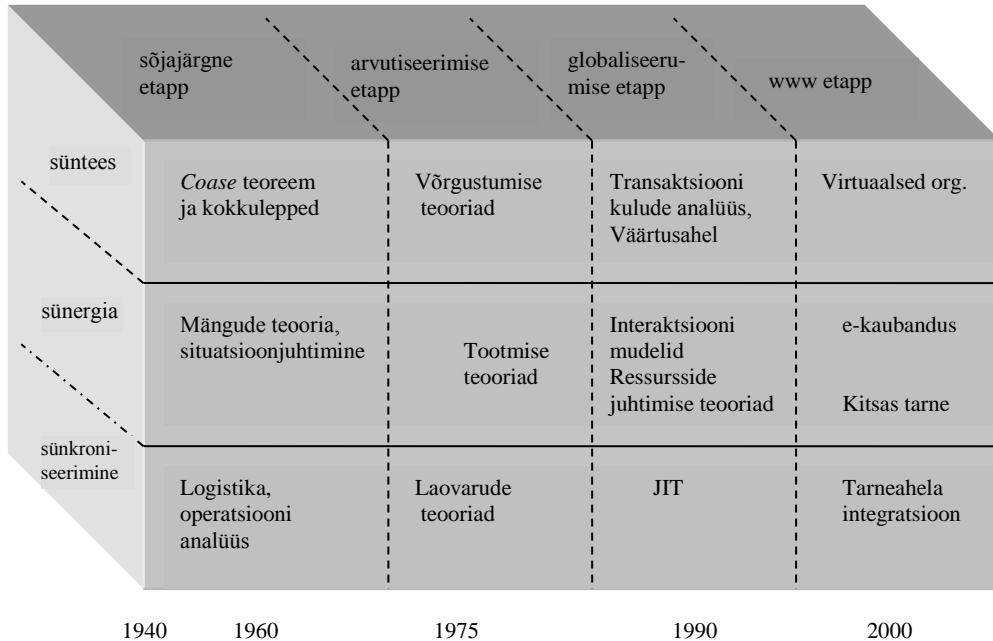 sõjajärgne
etapp
arvutiseerimise
etapp
globaliseeru-
mise etapp
www etapp
süntees
Coase teoreem
ja kokkulepped
Võrgustumise
teooriad
Transaktsiooni
kulude analüüs,
Väärtusahel
Virtuaalsed org.
sünergia
Mängude teooria,
situatsioonjuhtimine
Tootmise
teooriad
Interaktsiooni
mudelid
Ressursside
juhtimise teooriad
e-kaubandus
Kitsas tarne
sünkroni-
seerimine
Logistika,
operatsiooni
analüüs
Laovarude
teooriad
JIT
Tarneahela
integratsioon
1940 1960 1975 1990 2000